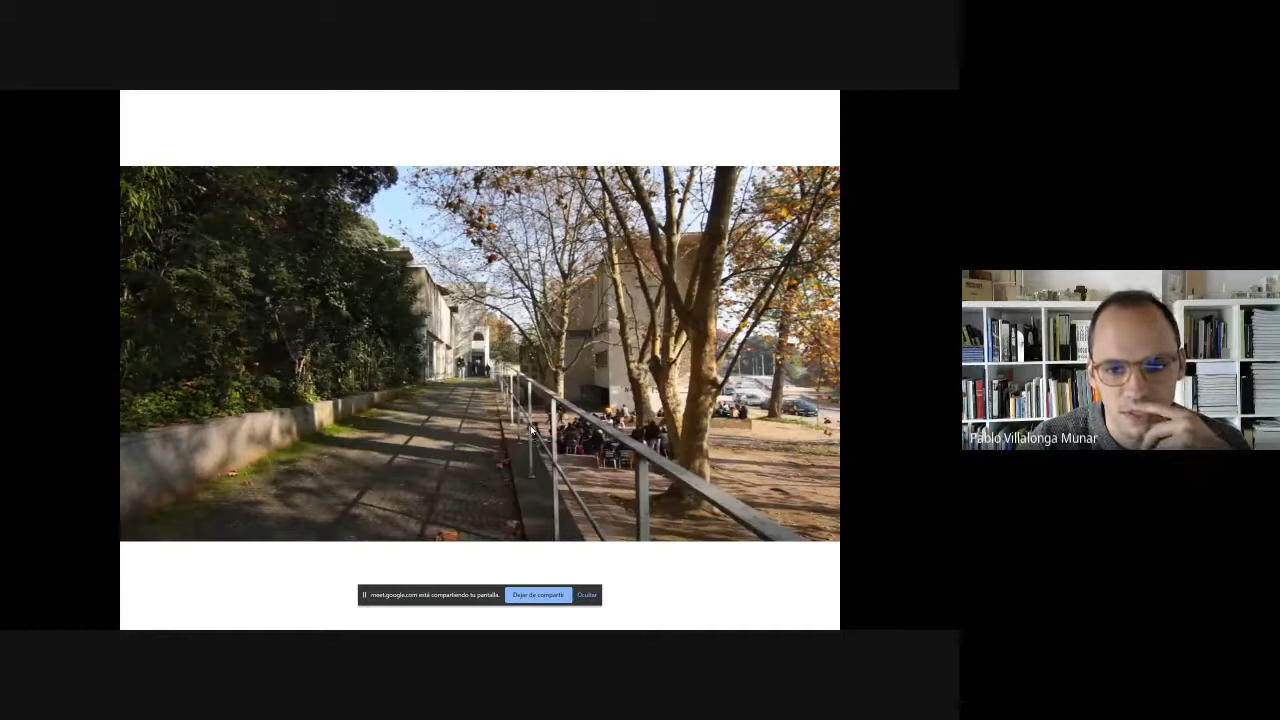 meet.google.com está compartiendo tu pantalla.
Dejar de compartir
Ocultar
Pablo Villalonga Munar